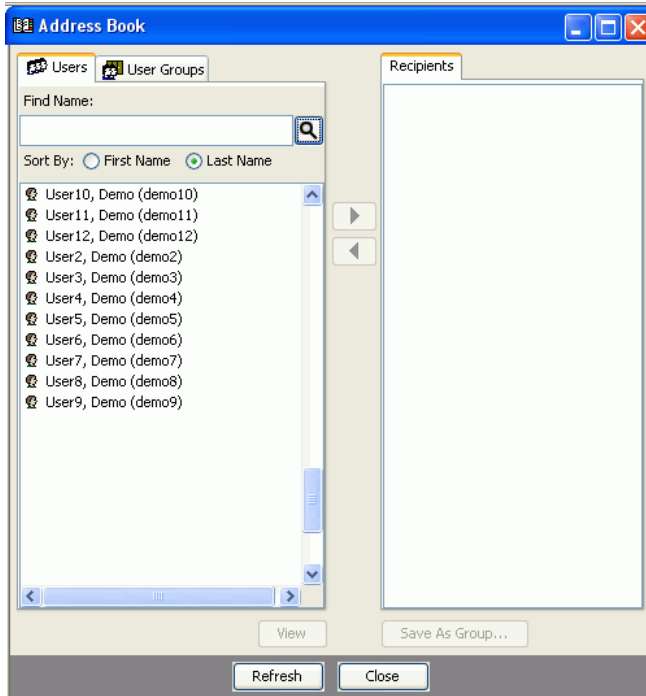 Address Book
Users
User Groups
Recipients
Find Name:
Sort By: First Name Last Name
User10, Demo (demo10)
User11, Demo (demo11)
User12, Demo (demo12)
User2, Demo (demo2)
User3, Demo (demo3)
User4, Demo (demo4)
User5, Demo (demo5)
User6, Demo (demo6)
User7, Demo (demo7)
User8, Demo (demo8)
User9, Demo (demo9)
View
Save As Group...
Refresh
Close